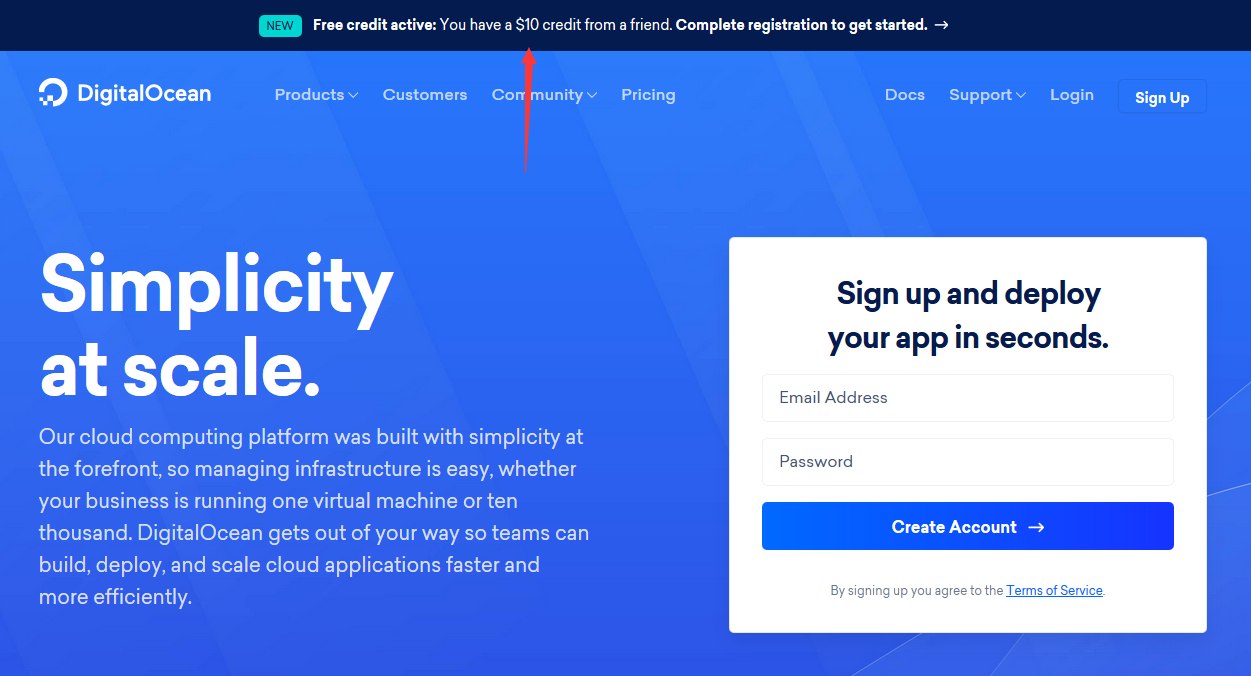 NEW Free credit active: You have a $10 credit from a friend. Complete registration to get started. →
DigitalOcean Products Customers Community Pricing Docs Support Login Sign Up
Simplicity
at scale.
Our cloud computing platform was built with simplicity at
the forefront, so managing infrastructure is easy, whether
your business is running one virtual machine or ten
thousand. DigitalOcean gets out of your way so teams can
build, deploy, and scale cloud applications faster and
more efficiently.
Sign up and deploy
your app in seconds.
Email Address
Password
Create Account →
By signing up you agree to the Terms of Service.